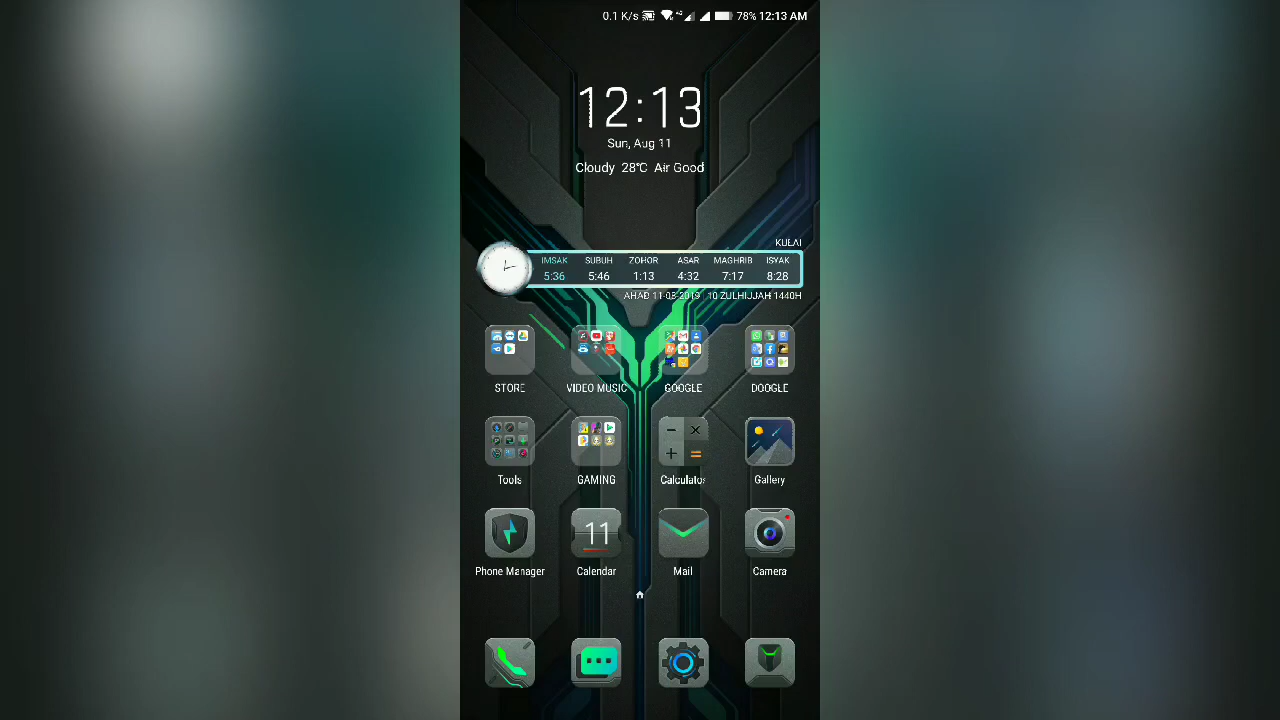 0.1 K/s 78% 12:13 AM
12:13
Sun, Aug 11
Cloudy 28℃ Air Good
KULAI
IMSAK SUBUH ZOHOR ASAR MAGHRIB ISYAK
5:36 5:46 1:13 4:32 7:17 8:28
AHAD 11-08-2019 | 10 ZULHIJJAH 1440H
STORE VIDEO MUSIC GOOGLE DOOGLE
Tools GAMING Calculator Gallery
11
Phone Manager Calendar Mail Camera